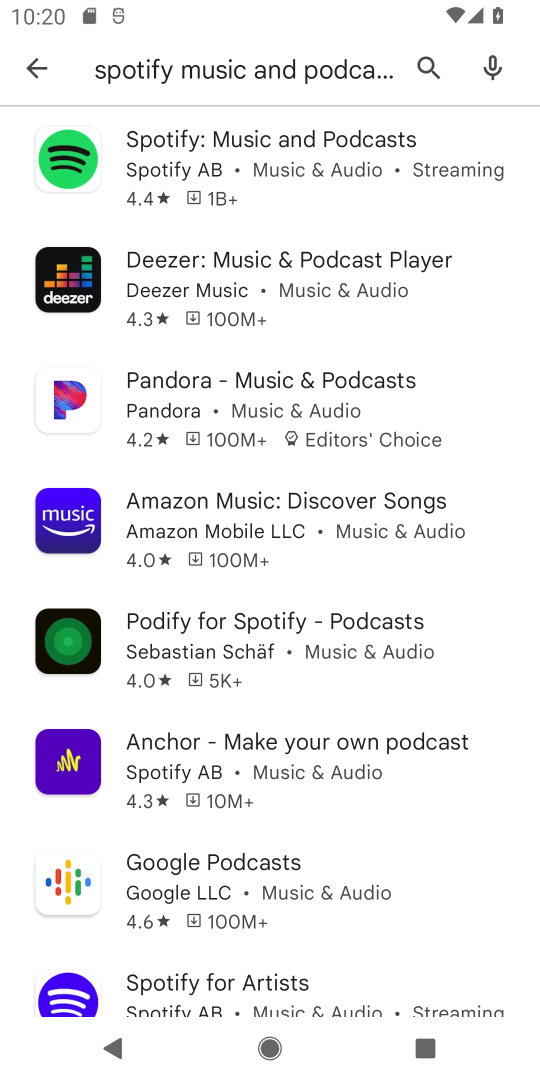 10:20
spotify music and podca...
Spotify: Music and Podcasts
Spotify AB • Music & Audio • Streaming
4.4★ 1B+
deezer
Deezer: Music & Podcast Player
Deezer Music • Music & Audio
4.3★ 100M+
Pandora - Music & Podcasts
Pandora • Music & Audio
4.2★ 100M+ Editors' Choice
music
Amazon Music: Discover Songs
Amazon Mobile LLC • Music & Audio
4.0★ 100M+
Podify for Spotify - Podcasts
Sebastian Schäf • Music & Audio
4.0★ 5K+
Anchor - Make your own podcast
Spotify AB • Music & Audio
4.3★ 10M+
Google Podcasts
Google LLC • Music & Audio
4.6★ 100M+
Spotify for Artists
Spotify AB • Music & Audio • Streaming